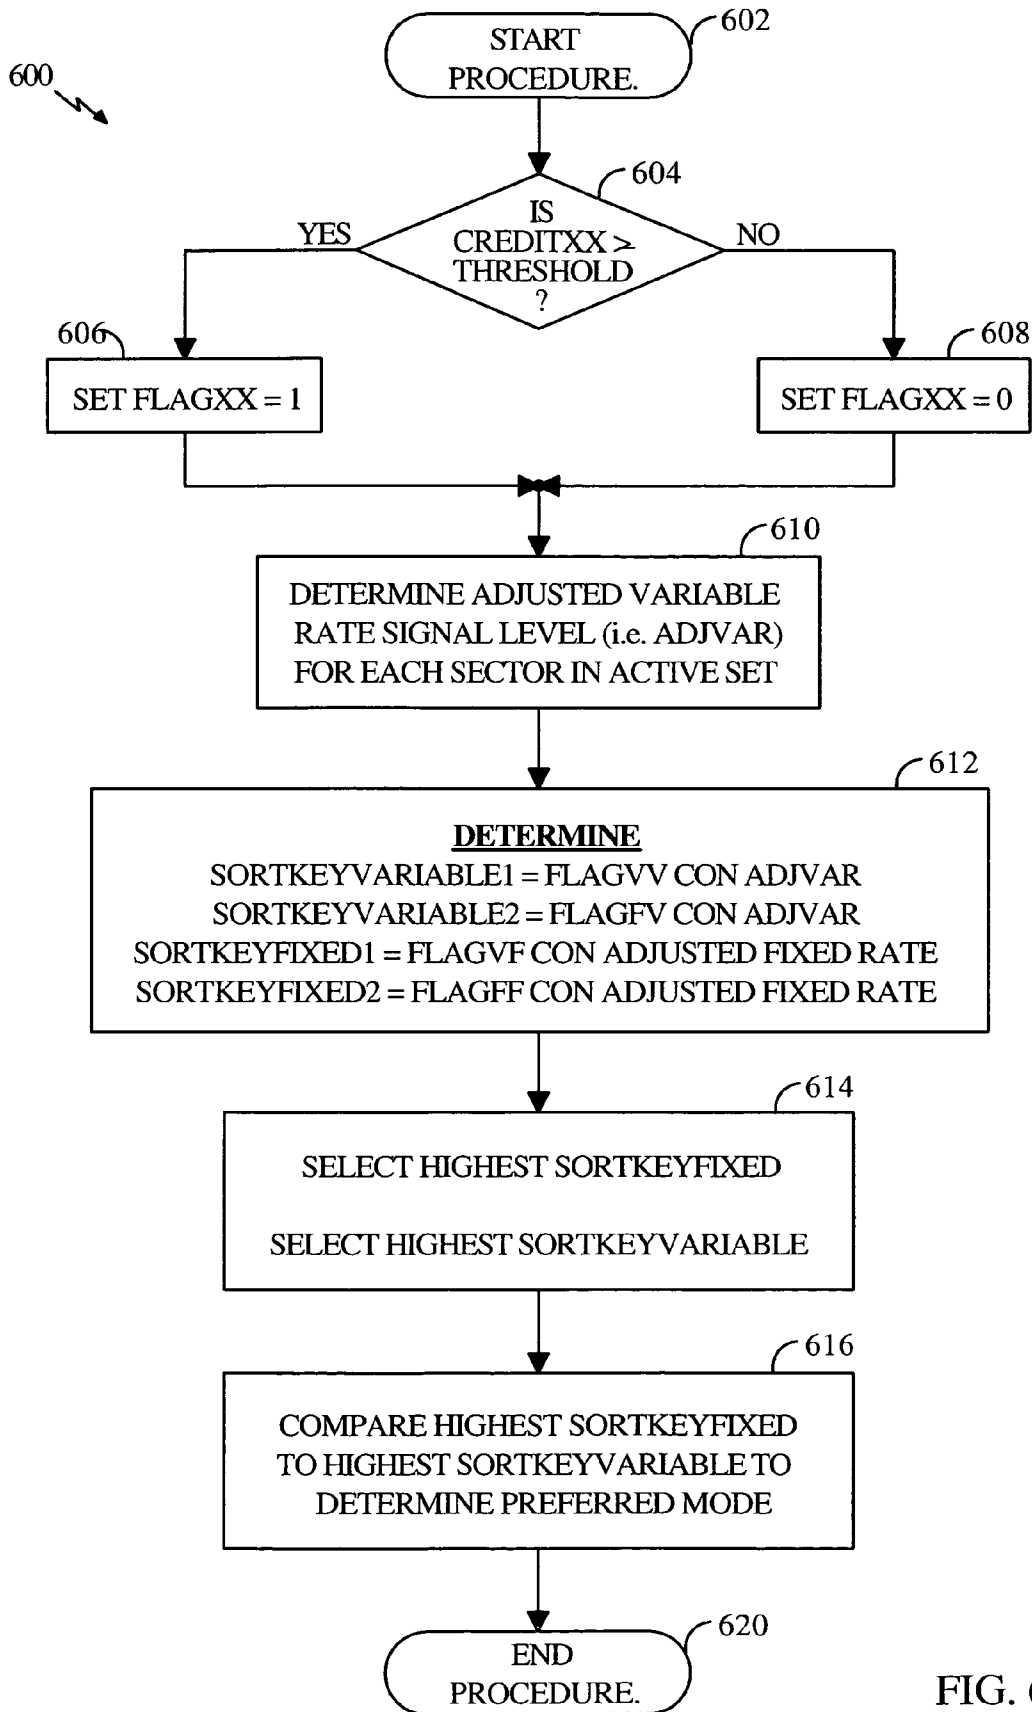 602
START
PROCEDURE.
600
604
IS
CREDITXX ≥
THRESHOLD
?
YES
NO
606
608
SET FLAGXX = 1
SET FLAGXX = 0
610
DETERMINE ADJUSTED VARIABLE
RATE SIGNAL LEVEL (i.e. ADJVAR)
FOR EACH SECTOR IN ACTIVE SET
612
DETERMINE
SORTKEYVARIABLE1 = FLAGVV CON ADJVAR
SORTKEYVARIABLE2 = FLAGFV CON ADJVAR
SORTKEYFIXED1 = FLAGVF CON ADJUSTED FIXED RATE
SORTKEYFIXED2 = FLAGFF CON ADJUSTED FIXED RATE
614
SELECT HIGHEST SORTKEYFIXED
SELECT HIGHEST SORTKEYVARIABLE
616
COMPARE HIGHEST SORTKEYFIXED
TO HIGHEST SORTKEYVARIABLE TO
DETERMINE PREFERRED MODE
620
END
PROCEDURE.
FIG.